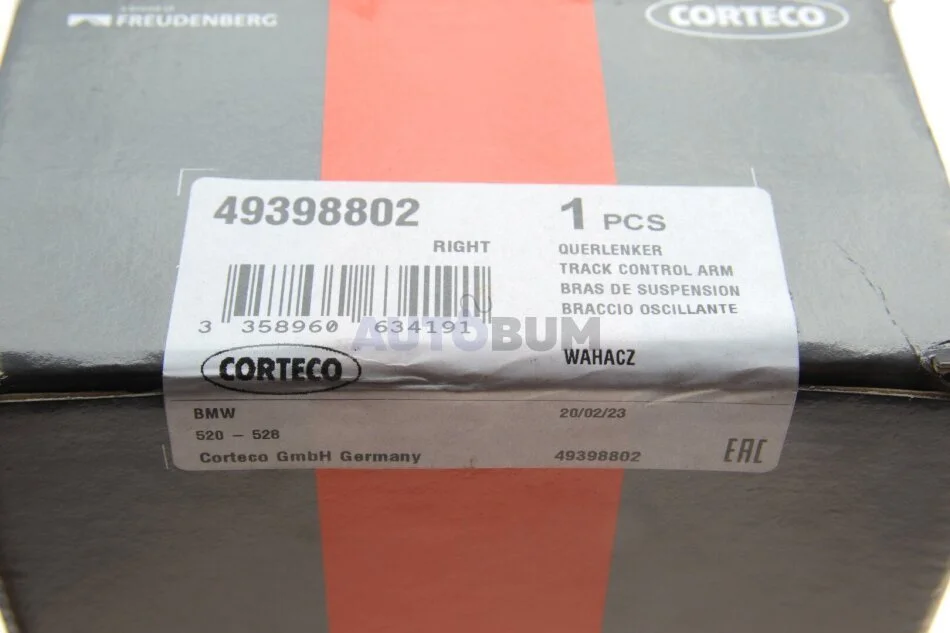 FREUDENBERG
CORTECO
49398802
1 PCS
RIGHT
QUERLENKER
TRACK CONTROL ARM
BRAS DE SUSPENSION
BRACCIO OSCILLANTE
3 358960 634191
AUTOBUM
WAHACZ
CORTECO
BMW
20/02/23
520 – 528
Corteco GmbH Germany
49398802
EAC